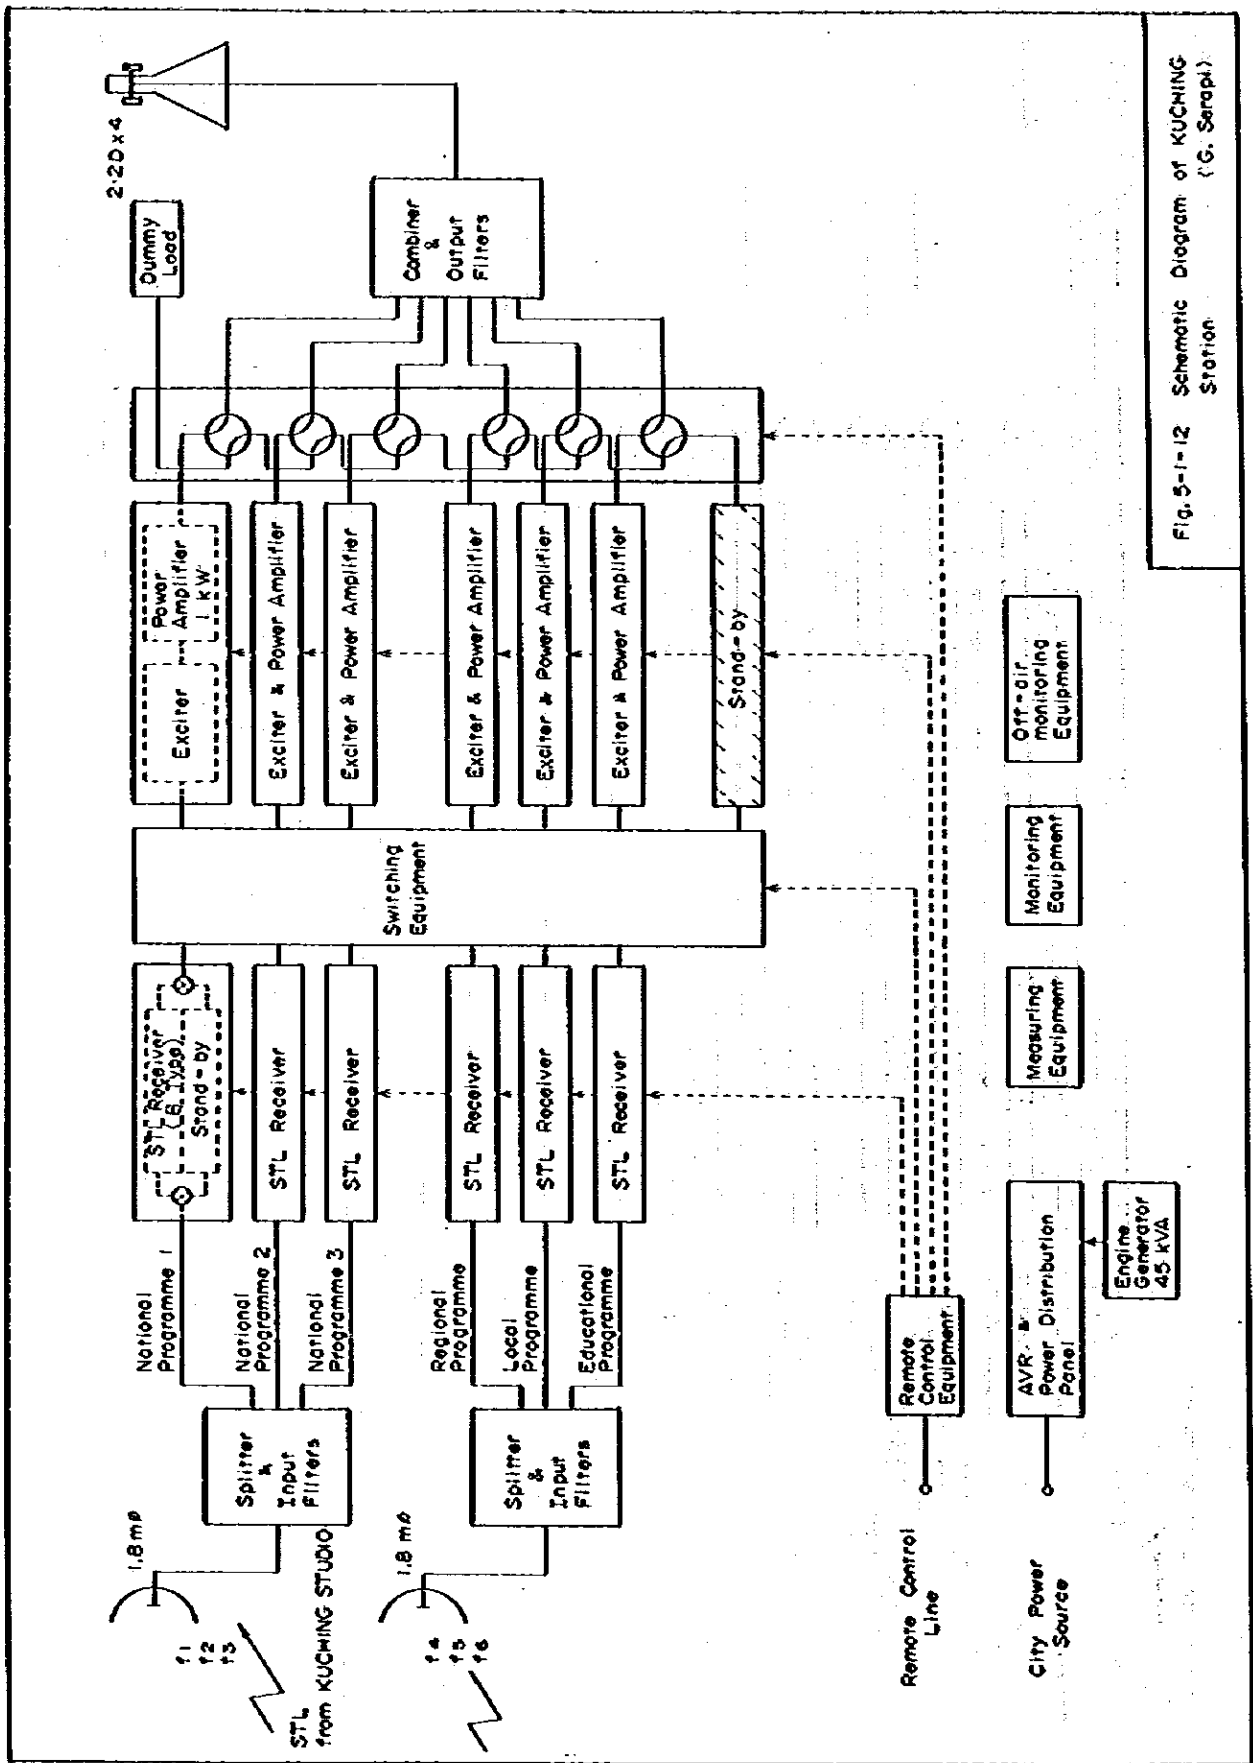 2·2D x 4
Dummy
Load
Combiner
&
Output
Filters
Power
Amplifier
1 kW
Exciter
Exciter & Power Amplifier
Exciter & Power Amplifier
Exciter & Power Amplifier
Exciter & Power Amplifier
Exciter & Power Amplifier
Stand-by
Switching
Equipment
STL Receiver
(B Type)
Stand-by
STL Receiver
STL Receiver
STL Receiver
STL Receiver
STL Receiver
National
Programme 1
National
Programme 2
National
Programme 3
Regional
Programme
Local
Programme
Educational
Programme
Splitter
&
Input
Filters
Splitter
&
Input
Filters
1.8 mø
f1
f2
f3
STL
from KUCHING STUDIO
1.8 mø
f4
f5
f6
Remote Control
Line
Remote
Control
Equipment
City Power
Source
AVR &
Power Distribution
Panel
Engine
Generator
45 kVA
Measuring
Equipment
Monitoring
Equipment
Off-air
monitoring
Equipment
Fig. 5-1-12 Schematic Diagram of KUCHING
Station (G. Serapi)